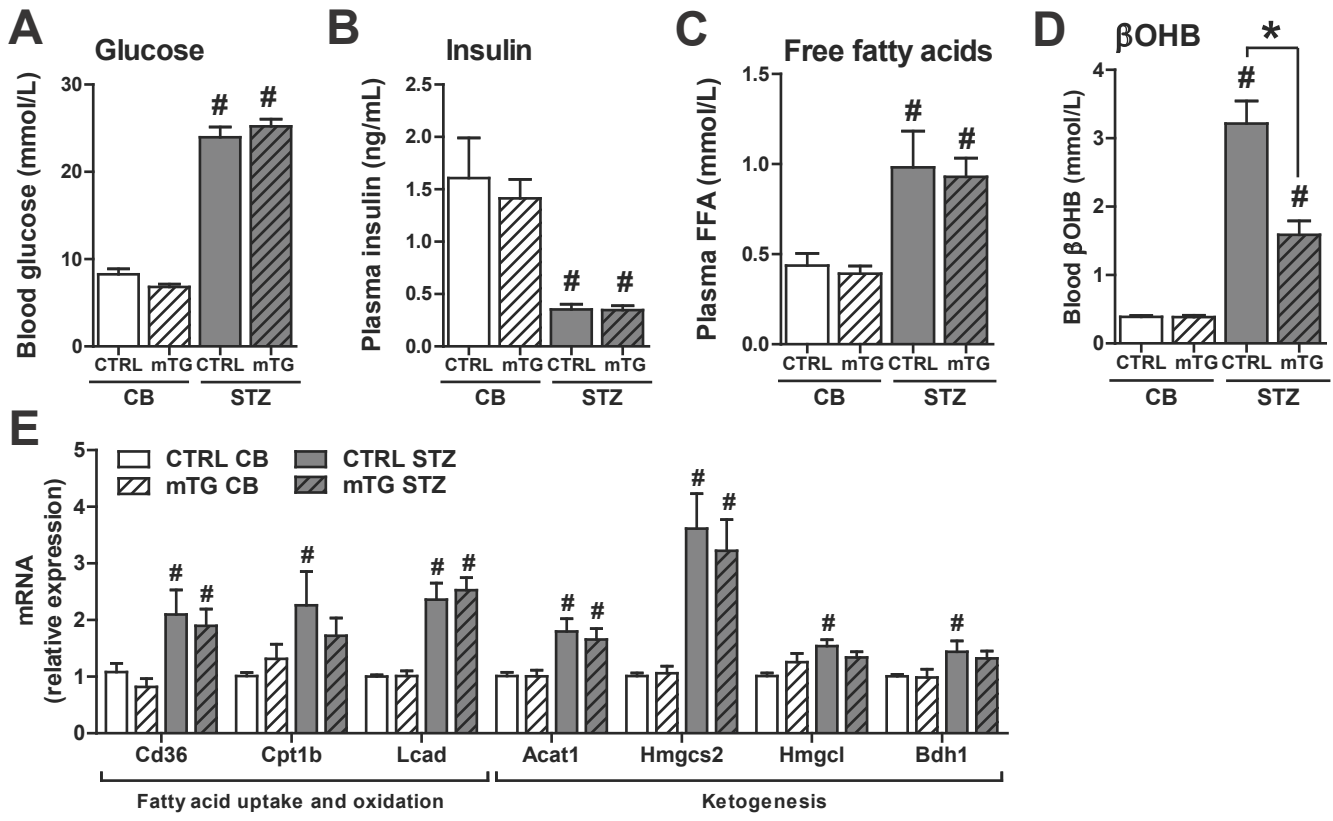 A Glucose
Blood glucose (mmol/L)
30
20
10
0
# #
CTRL mTG CTRL mTG
CB STZ
B Insulin
Plasma insulin (ng/mL)
2.5
2.0
1.5
1.0
0.5
0.0
# #
CTRL mTG CTRL mTG
CB STZ
C Free fatty acids
Plasma FFA (mmol/L)
1.5
1.0
0.5
0.0
# #
CTRL mTG CTRL mTG
CB STZ
D βOHB
Blood βOHB (mmol/L)
4
3
2
1
0
*
# #
CTRL mTG CTRL mTG
CB STZ
E
mRNA
(relative expression)
5
4
3
2
1
0
CTRL CB CTRL STZ
mTG CB mTG STZ
# # # # # # # # # # #
Cd36 Cpt1b Lcad Acat1 Hmgcs2 Hmgcl Bdh1
Fatty acid uptake and oxidation Ketogenesis